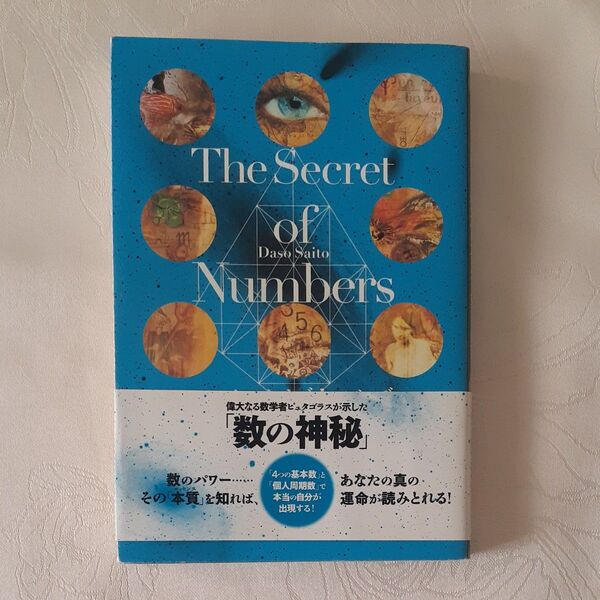 The Secret
of
Daso Saito
Numbers
3
4 5 6
偉大なる数学者ピュタゴラスが示した
「数の神秘」
数のパワー……
その「本質」を知れば、
「4つの基本数」と
「個人周期数」で
本当の自分が
出現する!
あなたの真の
運命が読みとれる!